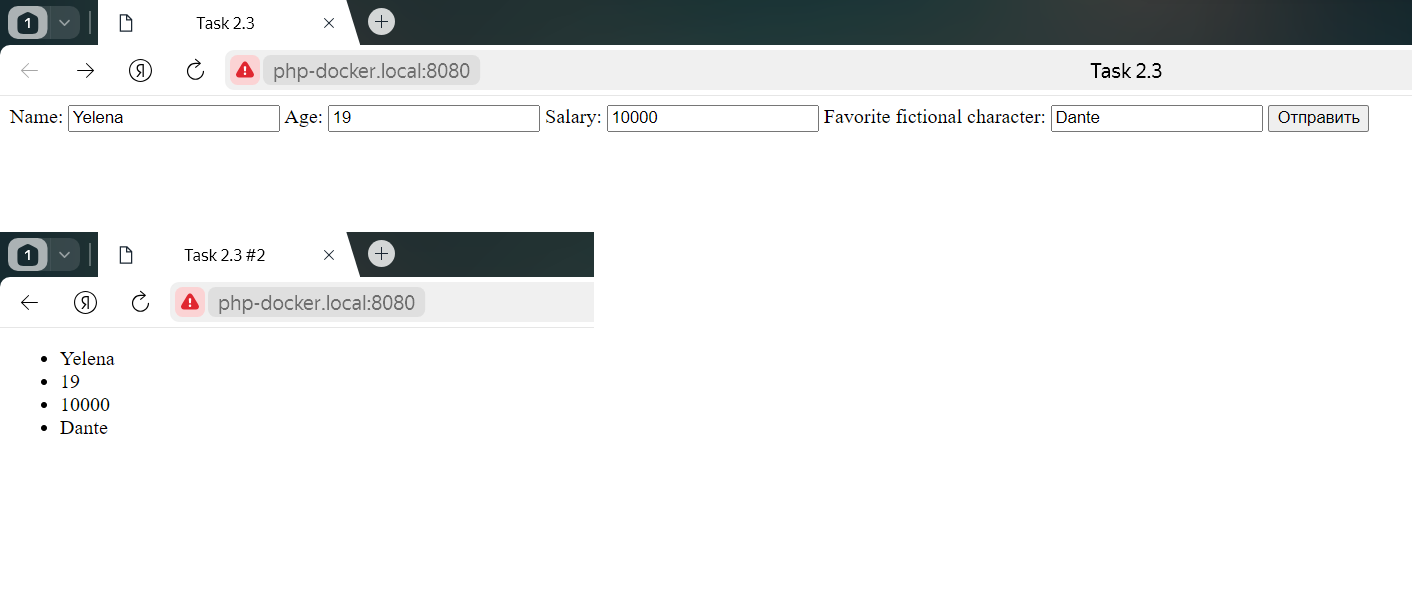 1 Task 2.3
Я php-docker.local:8080 Task 2.3
Name: Yelena Age: 19 Salary: 10000 Favorite fictional character: Dante Отправить
1 Task 2.3 #2
Я php-docker.local:8080
Yelena
19
10000
Dante